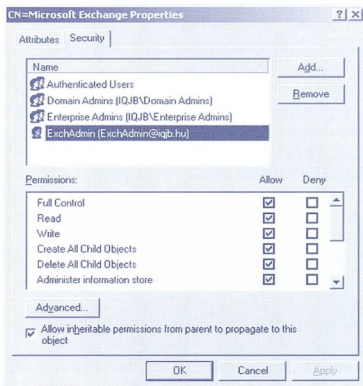 CN=Microsoft Exchange Properties ? X
Attributes Security
Name
Authenticated Users
Domain Admins (IQJB\Domain Admins)
Enterprise Admins (IQJB\Enterprise Admins)
ExchAdmin (ExchAdmin@iqjb.hu)
Add...
Remove
Permissions: Allow Deny
Full Control
Read
Write
Create All Child Objects
Delete All Child Objects
Administer information store
Advanced...
Allow inheritable permissions from parent to propagate to this
object
OK Cancel Apply